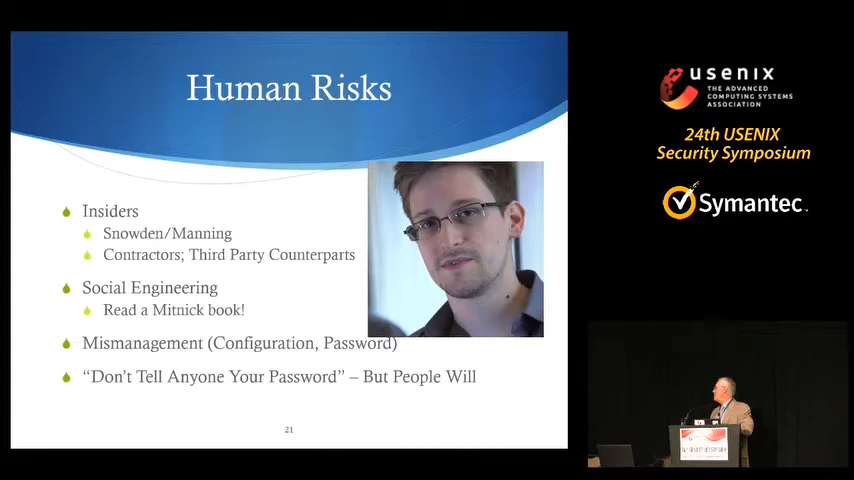 Human Risks
Insiders
Snowden/Manning
Contractors; Third Party Counterparts
Social Engineering
Read a Mitnick book!
Mismanagement (Configuration, Password)
“Don’t Tell Anyone Your Password” – But People Will
21
usenix
THE ADVANCED
COMPUTING SYSTEMS
ASSOCIATION
24th USENIX
Security Symposium
Symantec.